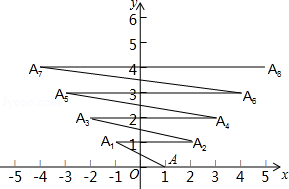 y
6
5
A₇ 4 A₈
A₅ 3 A₆
A₃ 2 A₄
A₁ 1 A₂
A
-5 -4 -3 -2 -1 O 1 2 3 4 5 x